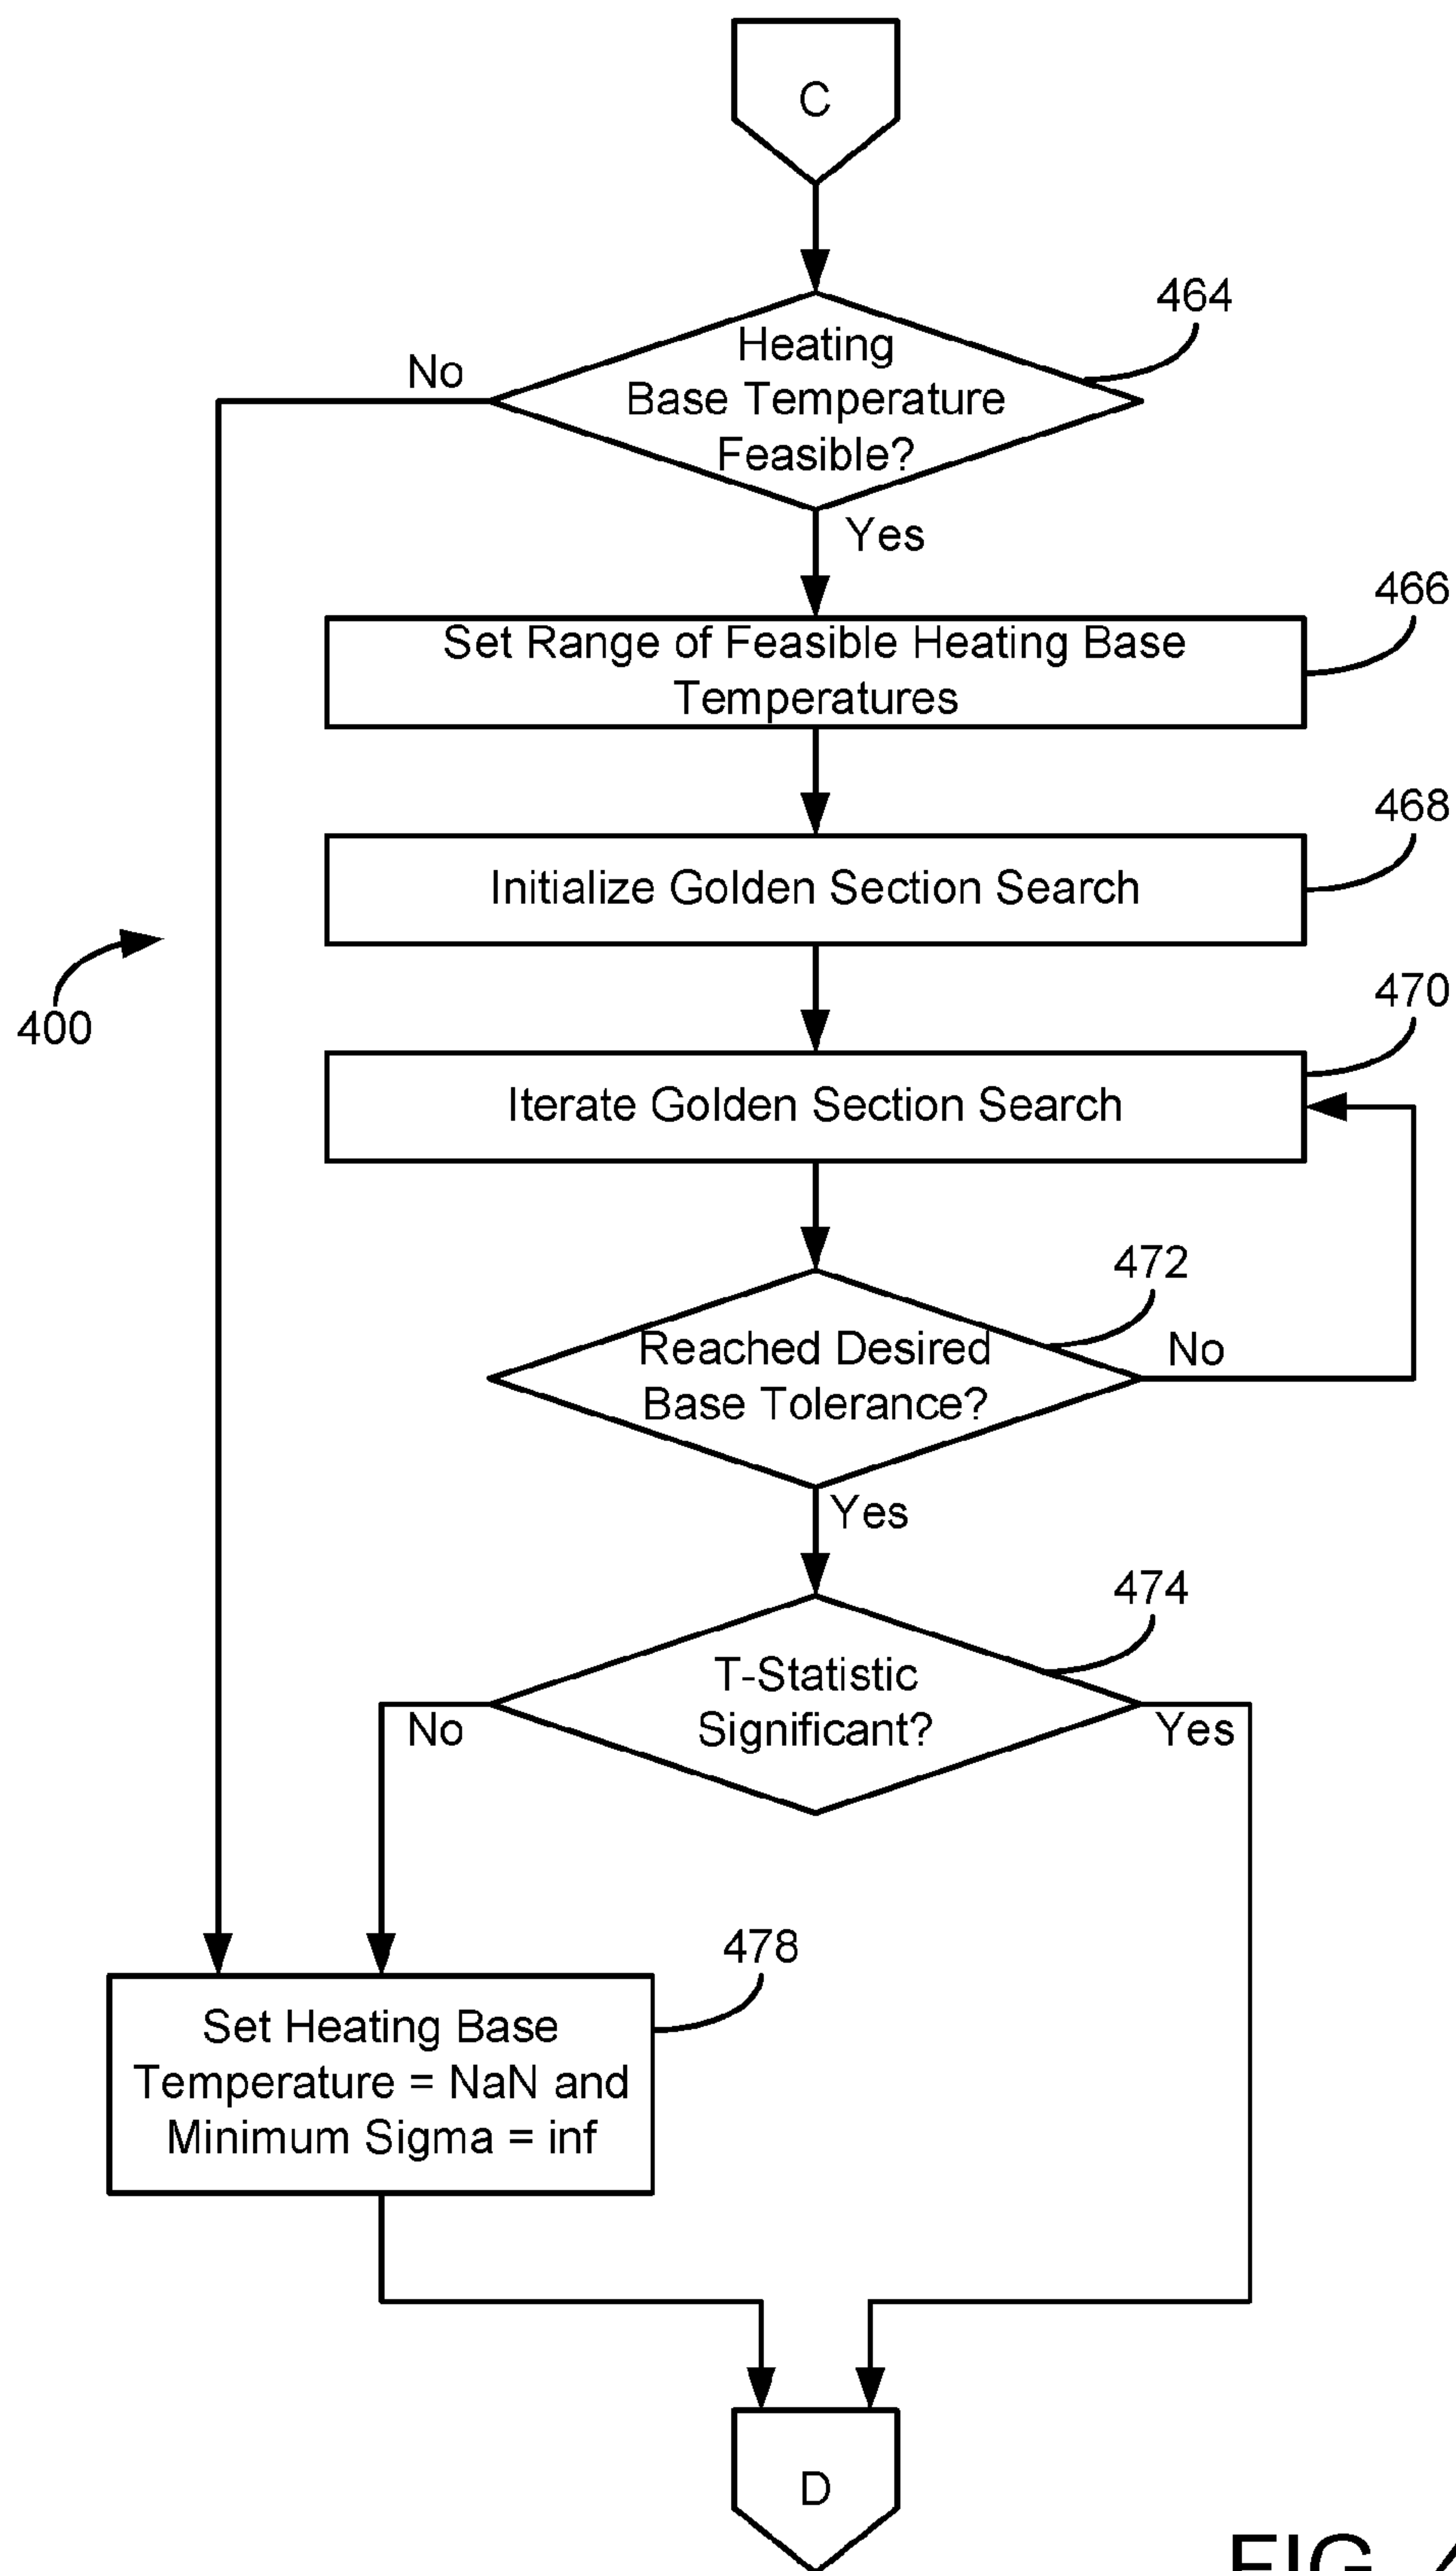 C
464
Heating
Base Temperature
Feasible?
No
Yes
466
Set Range of Feasible Heating Base
Temperatures
468
Initialize Golden Section Search
400
470
Iterate Golden Section Search
472
Reached Desired
Base Tolerance?
No
Yes
474
T-Statistic
Significant?
No
Yes
478
Set Heating Base
Temperature = NaN and
Minimum Sigma = inf
D
FIG.